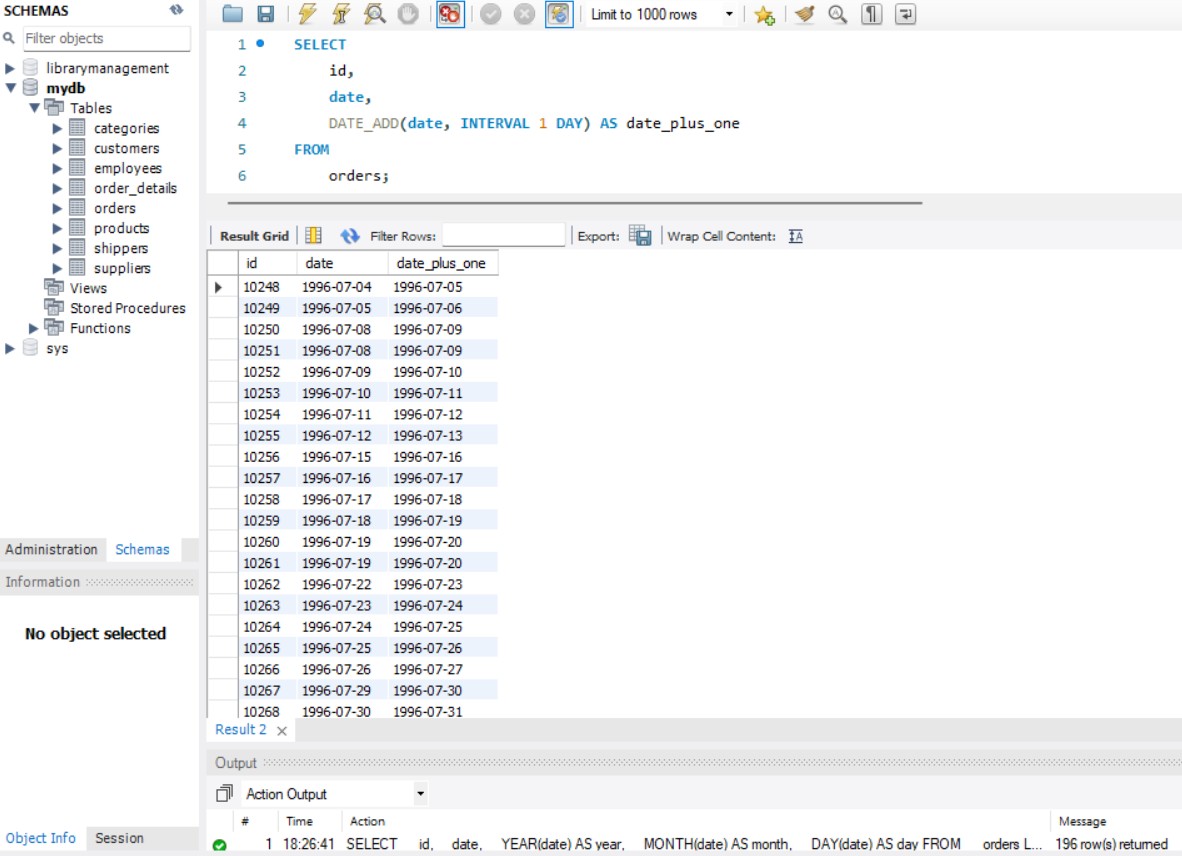 SCHEMAS
Filter objects
librarymanagement
mydb
Tables
categories
customers
employees
order_details
orders
products
shippers
suppliers
Views
Stored Procedures
Functions
sys
Administration Schemas
Information
No object selected
Object Info Session
Limit to 1000 rows
1 SELECT
2 id,
3 date,
4 DATE_ADD(date, INTERVAL 1 DAY) AS date_plus_one
5 FROM
6 orders;
Result Grid Filter Rows: Export: Wrap Cell Content:
id date date_plus_one
10248 1996-07-04 1996-07-05
10249 1996-07-05 1996-07-06
10250 1996-07-08 1996-07-09
10251 1996-07-08 1996-07-09
10252 1996-07-09 1996-07-10
10253 1996-07-10 1996-07-11
10254 1996-07-11 1996-07-12
10255 1996-07-12 1996-07-13
10256 1996-07-15 1996-07-16
10257 1996-07-16 1996-07-17
10258 1996-07-17 1996-07-18
10259 1996-07-18 1996-07-19
10260 1996-07-19 1996-07-20
10261 1996-07-19 1996-07-20
10262 1996-07-22 1996-07-23
10263 1996-07-23 1996-07-24
10264 1996-07-24 1996-07-25
10265 1996-07-25 1996-07-26
10266 1996-07-26 1996-07-27
10267 1996-07-29 1996-07-30
10268 1996-07-30 1996-07-31
Result 2
Output
Action Output
# Time Action Message
1 18:26:41 SELECT id, date, YEAR(date) AS year, MONTH(date) AS month, DAY(date) AS day FROM orders L... 196 row(s) returned